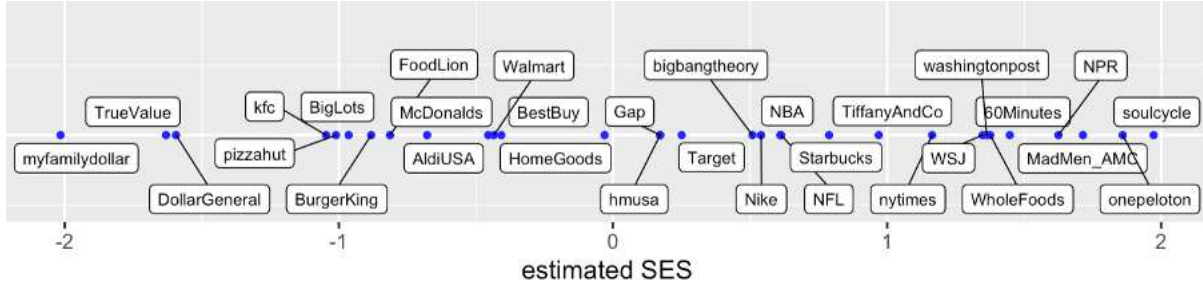 FoodLion
Walmart
bigbangtheory
washingtonpost
NPR
TrueValue
kfc
BigLots
McDonalds
BestBuy
Gap
NBA
TiffanyAndCo
60Minutes
soulcycle
myfamilydollar
pizzahut
AldiUSA
HomeGoods
Target
Starbucks
WSJ
MadMen_AMC
DollarGeneral
BurgerKing
hmusa
Nike
NFL
nytimes
WholeFoods
onepeloton
-2
-1
0
1
2
estimated SES